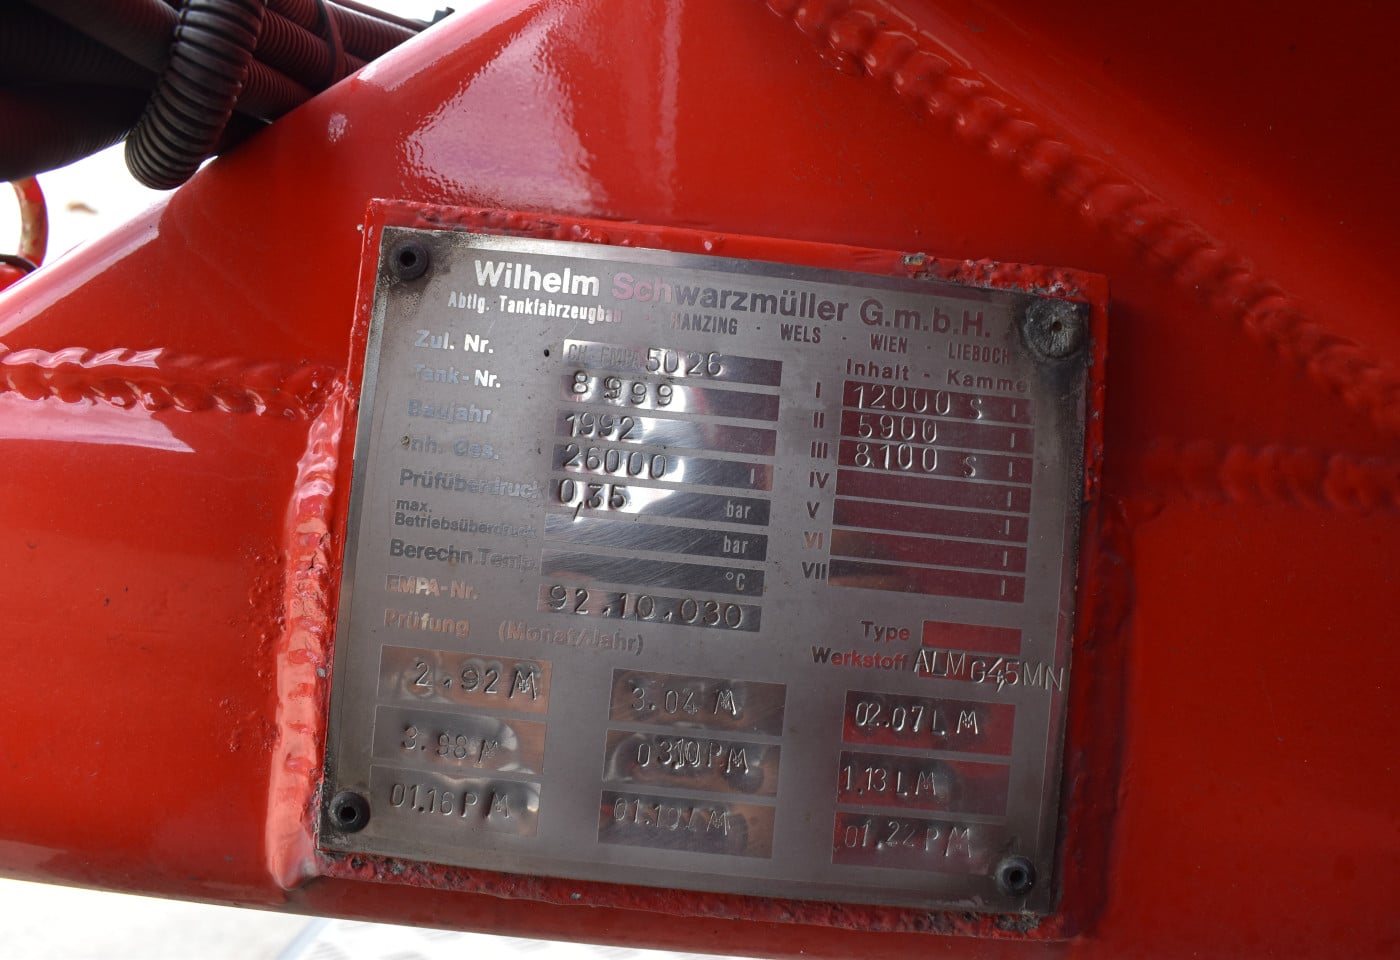 Wilhelm Schwarzmüller G.m.b.H.
Abtlg. Tankfahrzeugbau · HANZING · WELS · WIEN · LIEBOCH
Zul. Nr. CH-EMPA 5026
Tank-Nr. 8999
Baujahr 1992
Inh. Ges. 26000 l
Prüfüberdruck 0,35 bar
max. Betriebsüberdruck bar
Berechn. Temp. °C
EMPA-Nr. 92.10.030
Inhalt - Kammer
I 12000 S l
II 5900 l
III 8100 S l
IV l
V l
VI l
VII l
Type
Werkstoff ALMG4,5MN
Prüfung (Monat/Jahr)
2.92 M 3.04 M 02.07 L M
3.98 M 0310 P M 1.13 L M
01.16 P M 01.19 L M 01.22 P M